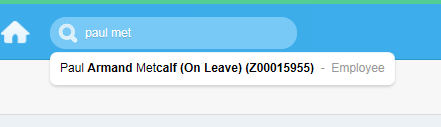 paul met
Paul Armand Metcalf (On Leave) (Z00015955) - Employee